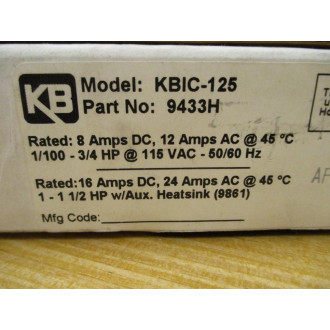 KB
Model: KBIC-125
Part No: 9433H
Rated: 8 Amps DC, 12 Amps AC @ 45 °C
1/100 - 3/4 HP @ 115 VAC - 50/60 Hz
Rated:16 Amps DC, 24 Amps AC @ 45 °C
1 - 1 1/2 HP w/Aux. Heatsink (9861)
Mfg Code: